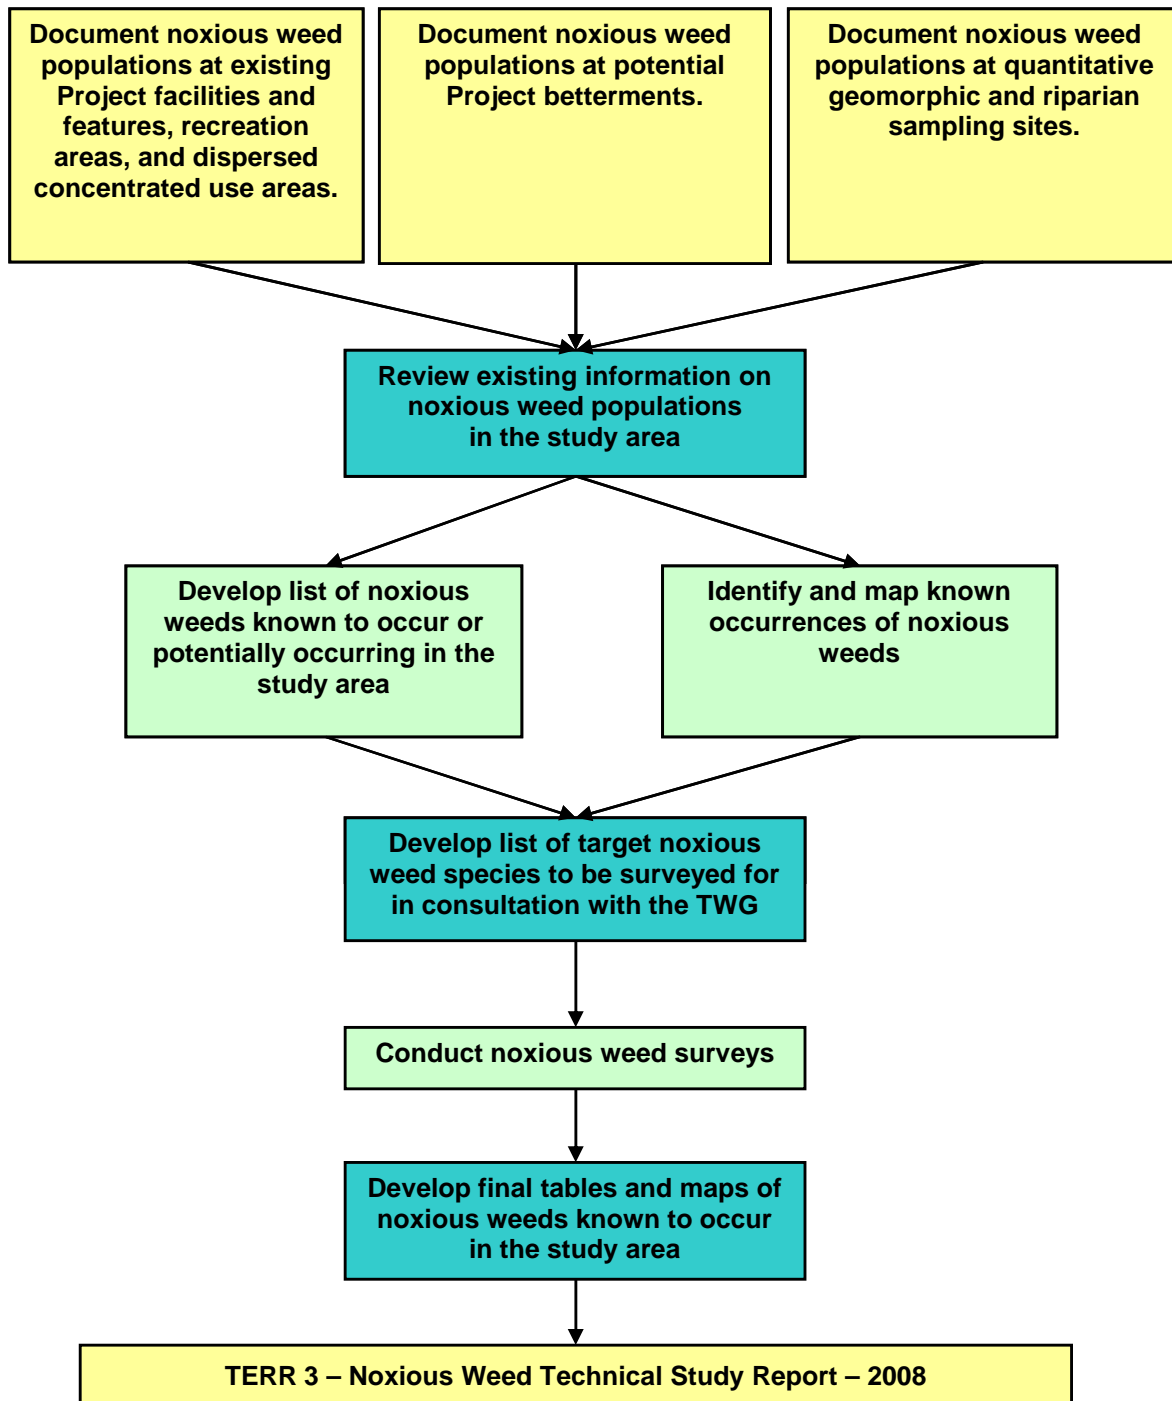 Document noxious weed
populations at existing
Project facilities and
features, recreation
areas, and dispersed
concentrated use areas.
Document noxious weed
populations at potential
Project betterments.
Document noxious weed
populations at quantitative
geomorphic and riparian
sampling sites.
Review existing information on
noxious weed populations
in the study area
Develop list of noxious
weeds known to occur or
potentially occurring in the
study area
Identify and map known
occurrences of noxious
weeds
Develop list of target noxious
weed species to be surveyed for
in consultation with the TWG
Conduct noxious weed surveys
Develop final tables and maps of
noxious weeds known to occur
in the study area
TERR 3 – Noxious Weed Technical Study Report – 2008